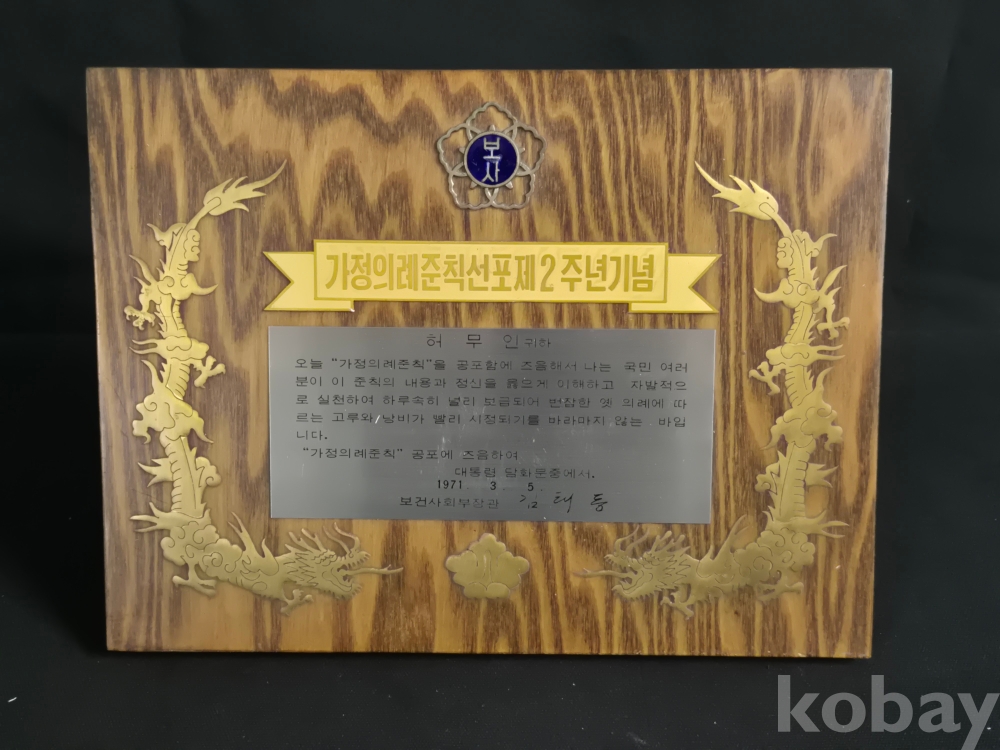 보
사
가정의례준칙선포제2주년기념
허 무 인 귀하
오늘 "가정의례준칙"을 공포함에 즈음해서 나는 국민 여러
분이 이 준칙의 내용과 정신을 옳으게 이해하고 자발적으
로 실천하여 하루속히 널리 보급되어 번잡한 옛 의례에 따
르는 고루와 낭비가 빨리 시정되기를 바라마지 않는 바입
니다.
"가정의례준칙" 공포에 즈음하여
대통령 담화문중에서.
1971. 3. 5.
보건사회부장관 김태동
kobay